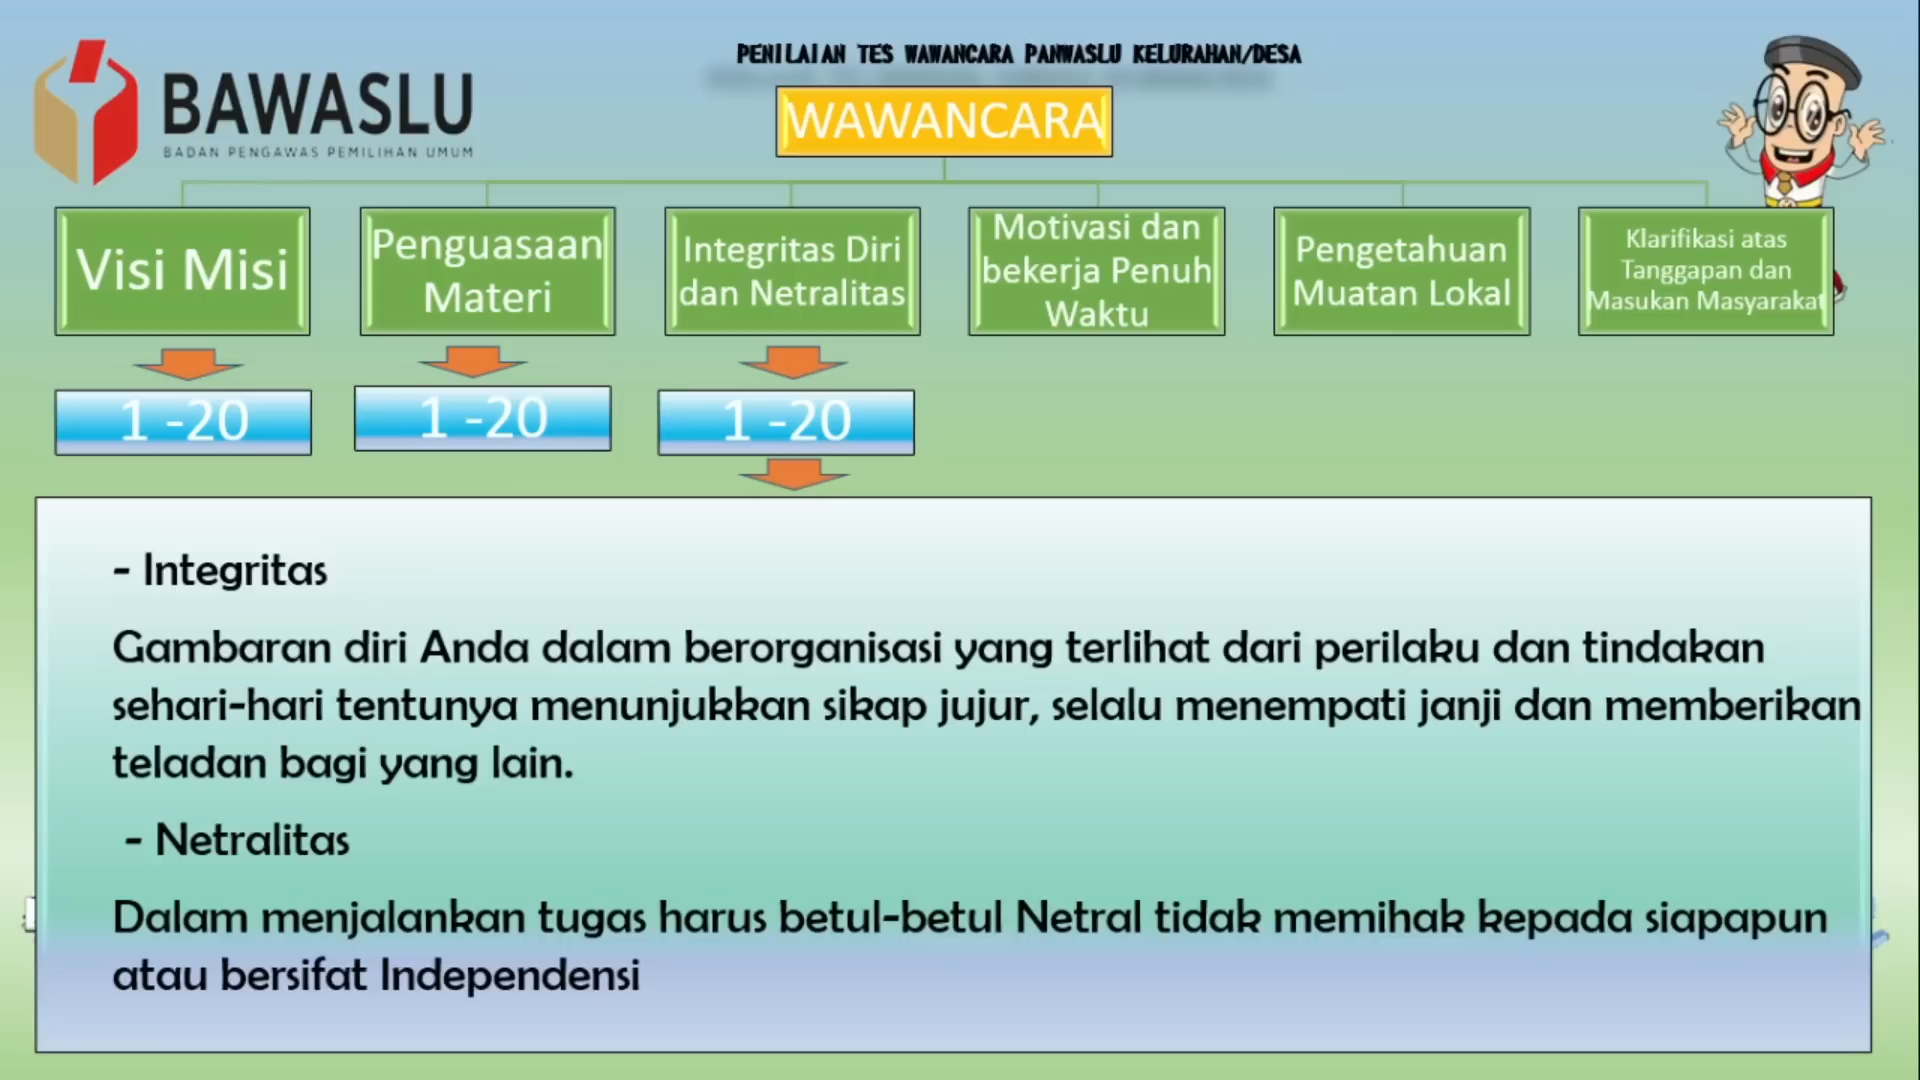 PENILAIAN TES WAWANCARA PANWASLU KELURAHAN/DESA
BAWASLU
BADAN PENGAWAS PEMILIHAN UMUM
WAWANCARA
Visi Misi
Penguasaan
Materi
Integritas Diri
dan Netralitas
Motivasi dan
bekerja Penuh
Waktu
Pengetahuan
Muatan Lokal
Klarifikasi atas
Tanggapan dan
Masukan Masyarakat
1 -20
1 -20
1 -20
- Integritas
Gambaran diri Anda dalam berorganisasi yang terlihat dari perilaku dan tindakan
sehari-hari tentunya menunjukkan sikap jujur, selalu menempati janji dan memberikan
teladan bagi yang lain.
- Netralitas
Dalam menjalankan tugas harus betul-betul Netral tidak memihak kepada siapapun
atau bersifat Independensi